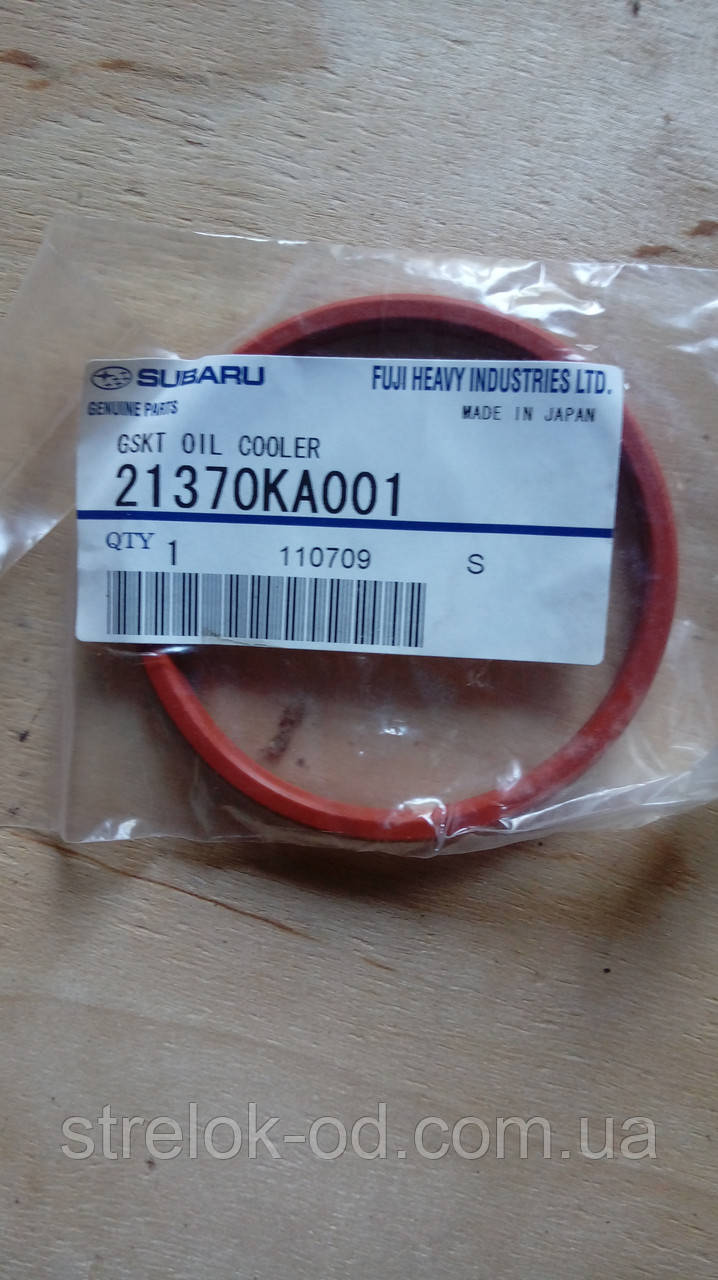 SUBARU FUJI HEAVY INDUSTRIES LTD.
GENUINE PARTS MADE IN JAPAN
GSKT OIL COOLER
21370KA001
QTY 1 110709 S
strelok-od.com.ua